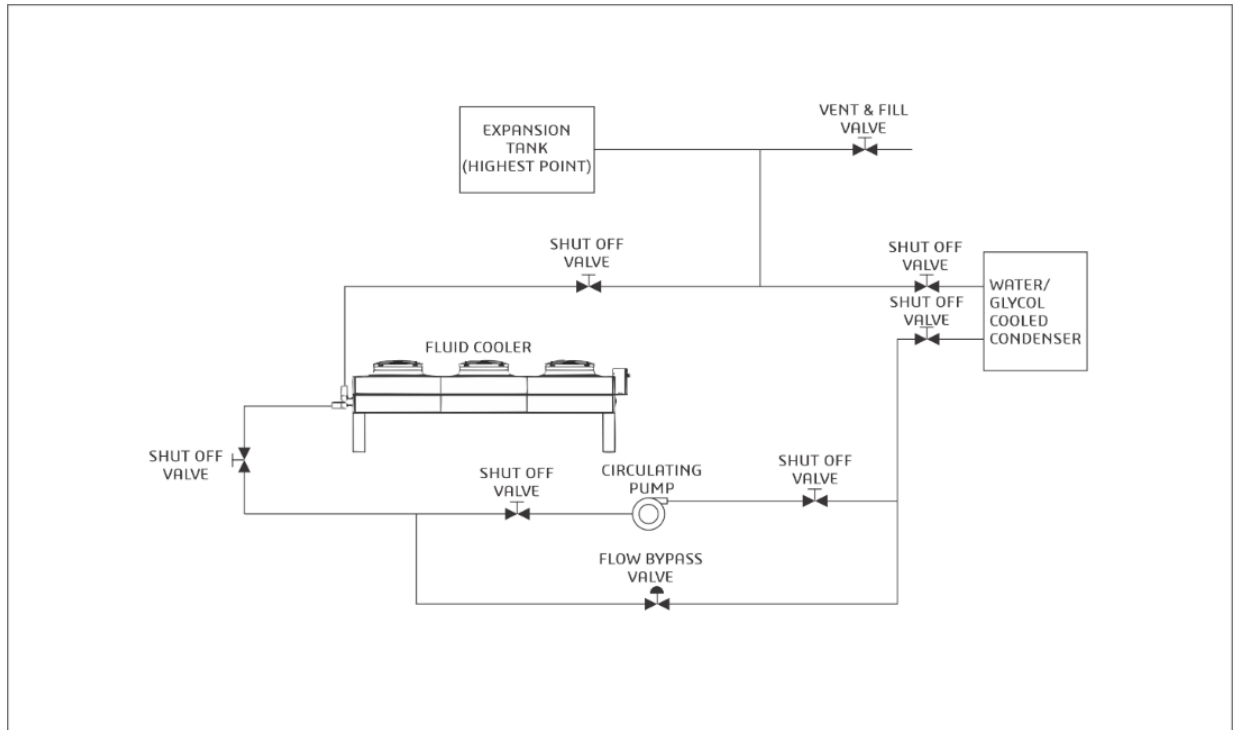 VENT & FILL
VALVE
EXPANSION
TANK
(HIGHEST POINT)
SHUT OFF
VALVE
SHUT OFF
VALVE
WATER/
GLYCOL
COOLED
CONDENSER
SHUT OFF
VALVE
FLUID COOLER
SHUT OFF
VALVE
SHUT OFF
VALVE
CIRCULATING
PUMP
SHUT OFF
VALVE
FLOW BYPASS
VALVE